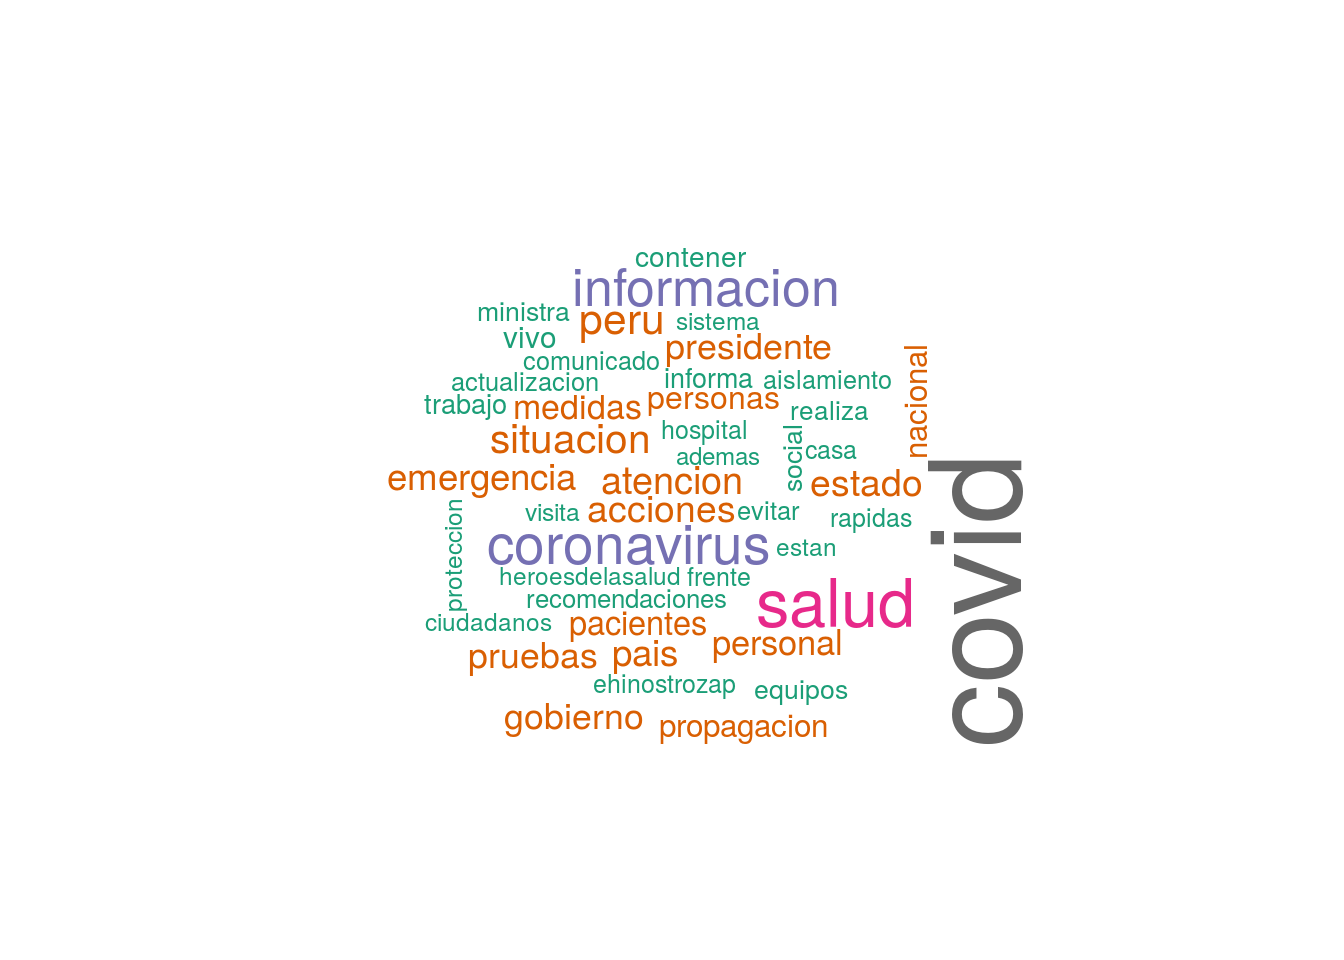 contener
informacion
ministra
peru
sistema
vivo
presidente
comunicado
actualizacion
informa
aislamiento
nacional
trabajo
medidas
personas
realiza
situacion
hospital
social
casa
ademas
emergencia
atencion
estado
visita
acciones
evitar
rapidas
covid
proteccion
coronavirus
estan
heroesdelasalud
frente
recomendaciones
salud
ciudadanos
pacientes
personal
pruebas
pais
ehinostrozap
equipos
gobierno
propagacion